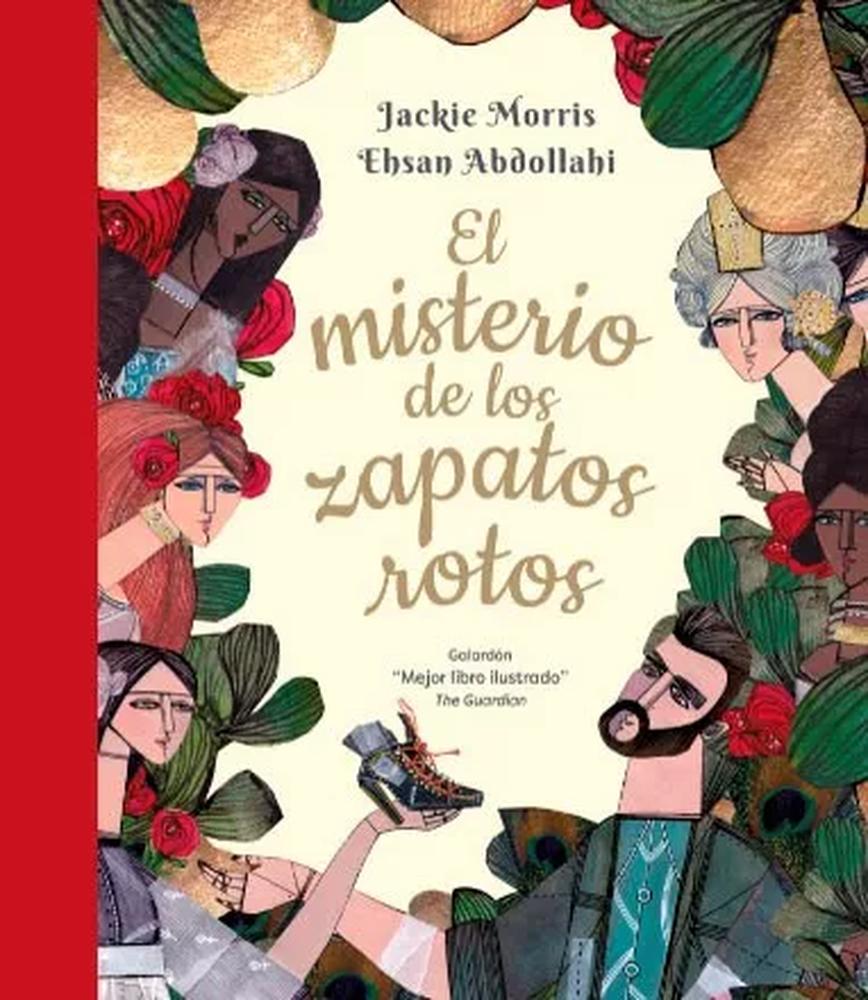 Jackie Morris
Ehsan Abdollahi
El
misterio
de los
zapatos
rotos
Galardón
“Mejor libro ilustrado”
The Guardian